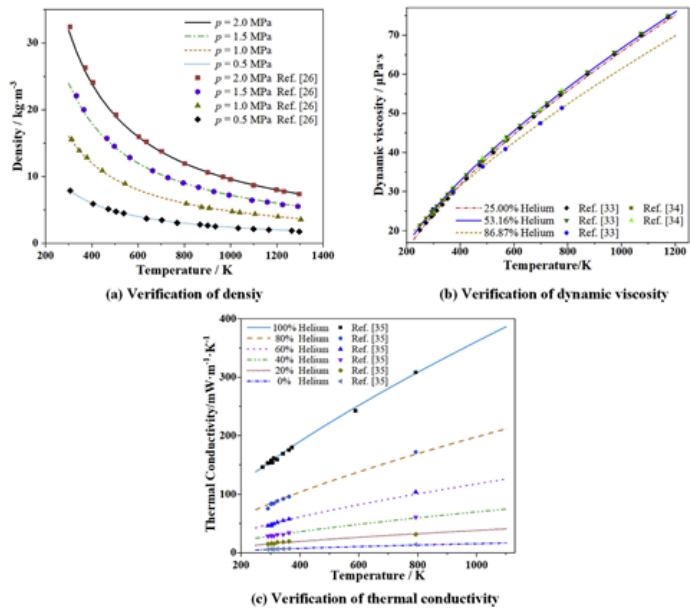 p = 2.0 MPa
p = 1.5 MPa
p = 1.0 MPa
p = 0.5 MPa
p = 2.0 MPa Ref. [26]
p = 1.5 MPa Ref. [26]
p = 1.0 MPa Ref. [26]
p = 0.5 MPa Ref. [26]
Density / kg·m⁻³
30
20
10
0
200 400 600 800 1000 1200 1400
Temperature / K
(a) Verification of densiy
Dynamic viscosity / μPa·s
70
60
50
40
30
20
25.00% Helium Ref. [33] Ref. [34]
53.16% Helium Ref. [33] Ref. [34]
86.87% Helium Ref. [33]
200 400 600 800 1000 1200
Temperature/K
(b) Verification of dynamic viscosity
Thermal Conductivity/mW·m⁻¹·K⁻¹
400
300
200
100
0
100% Helium Ref. [35]
80% Helium Ref. [35]
60% Helium Ref. [35]
40% Helium Ref. [35]
20% Helium Ref. [35]
0% Helium Ref. [35]
200 400 600 800 1000
Temperature / K
(c) Verification of thermal conductivity